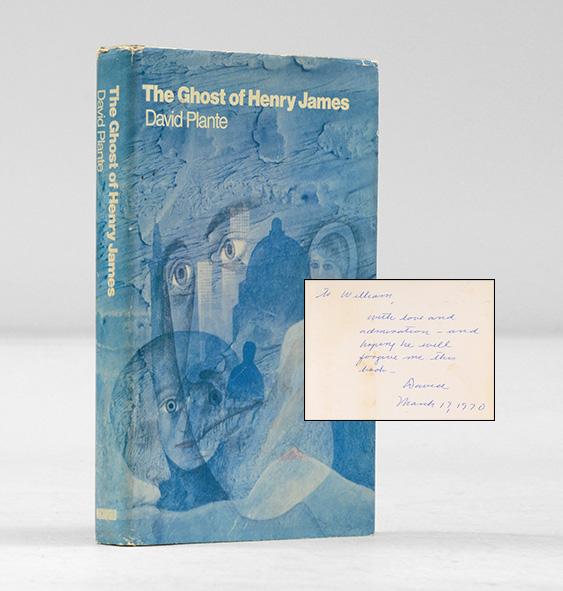 The Ghost of Henry James
David Plante
The Ghost of Henry James
David Plante
To William,
with love and
admiration – and
hoping he will
forgive me this
book –
David
March 17, 1970